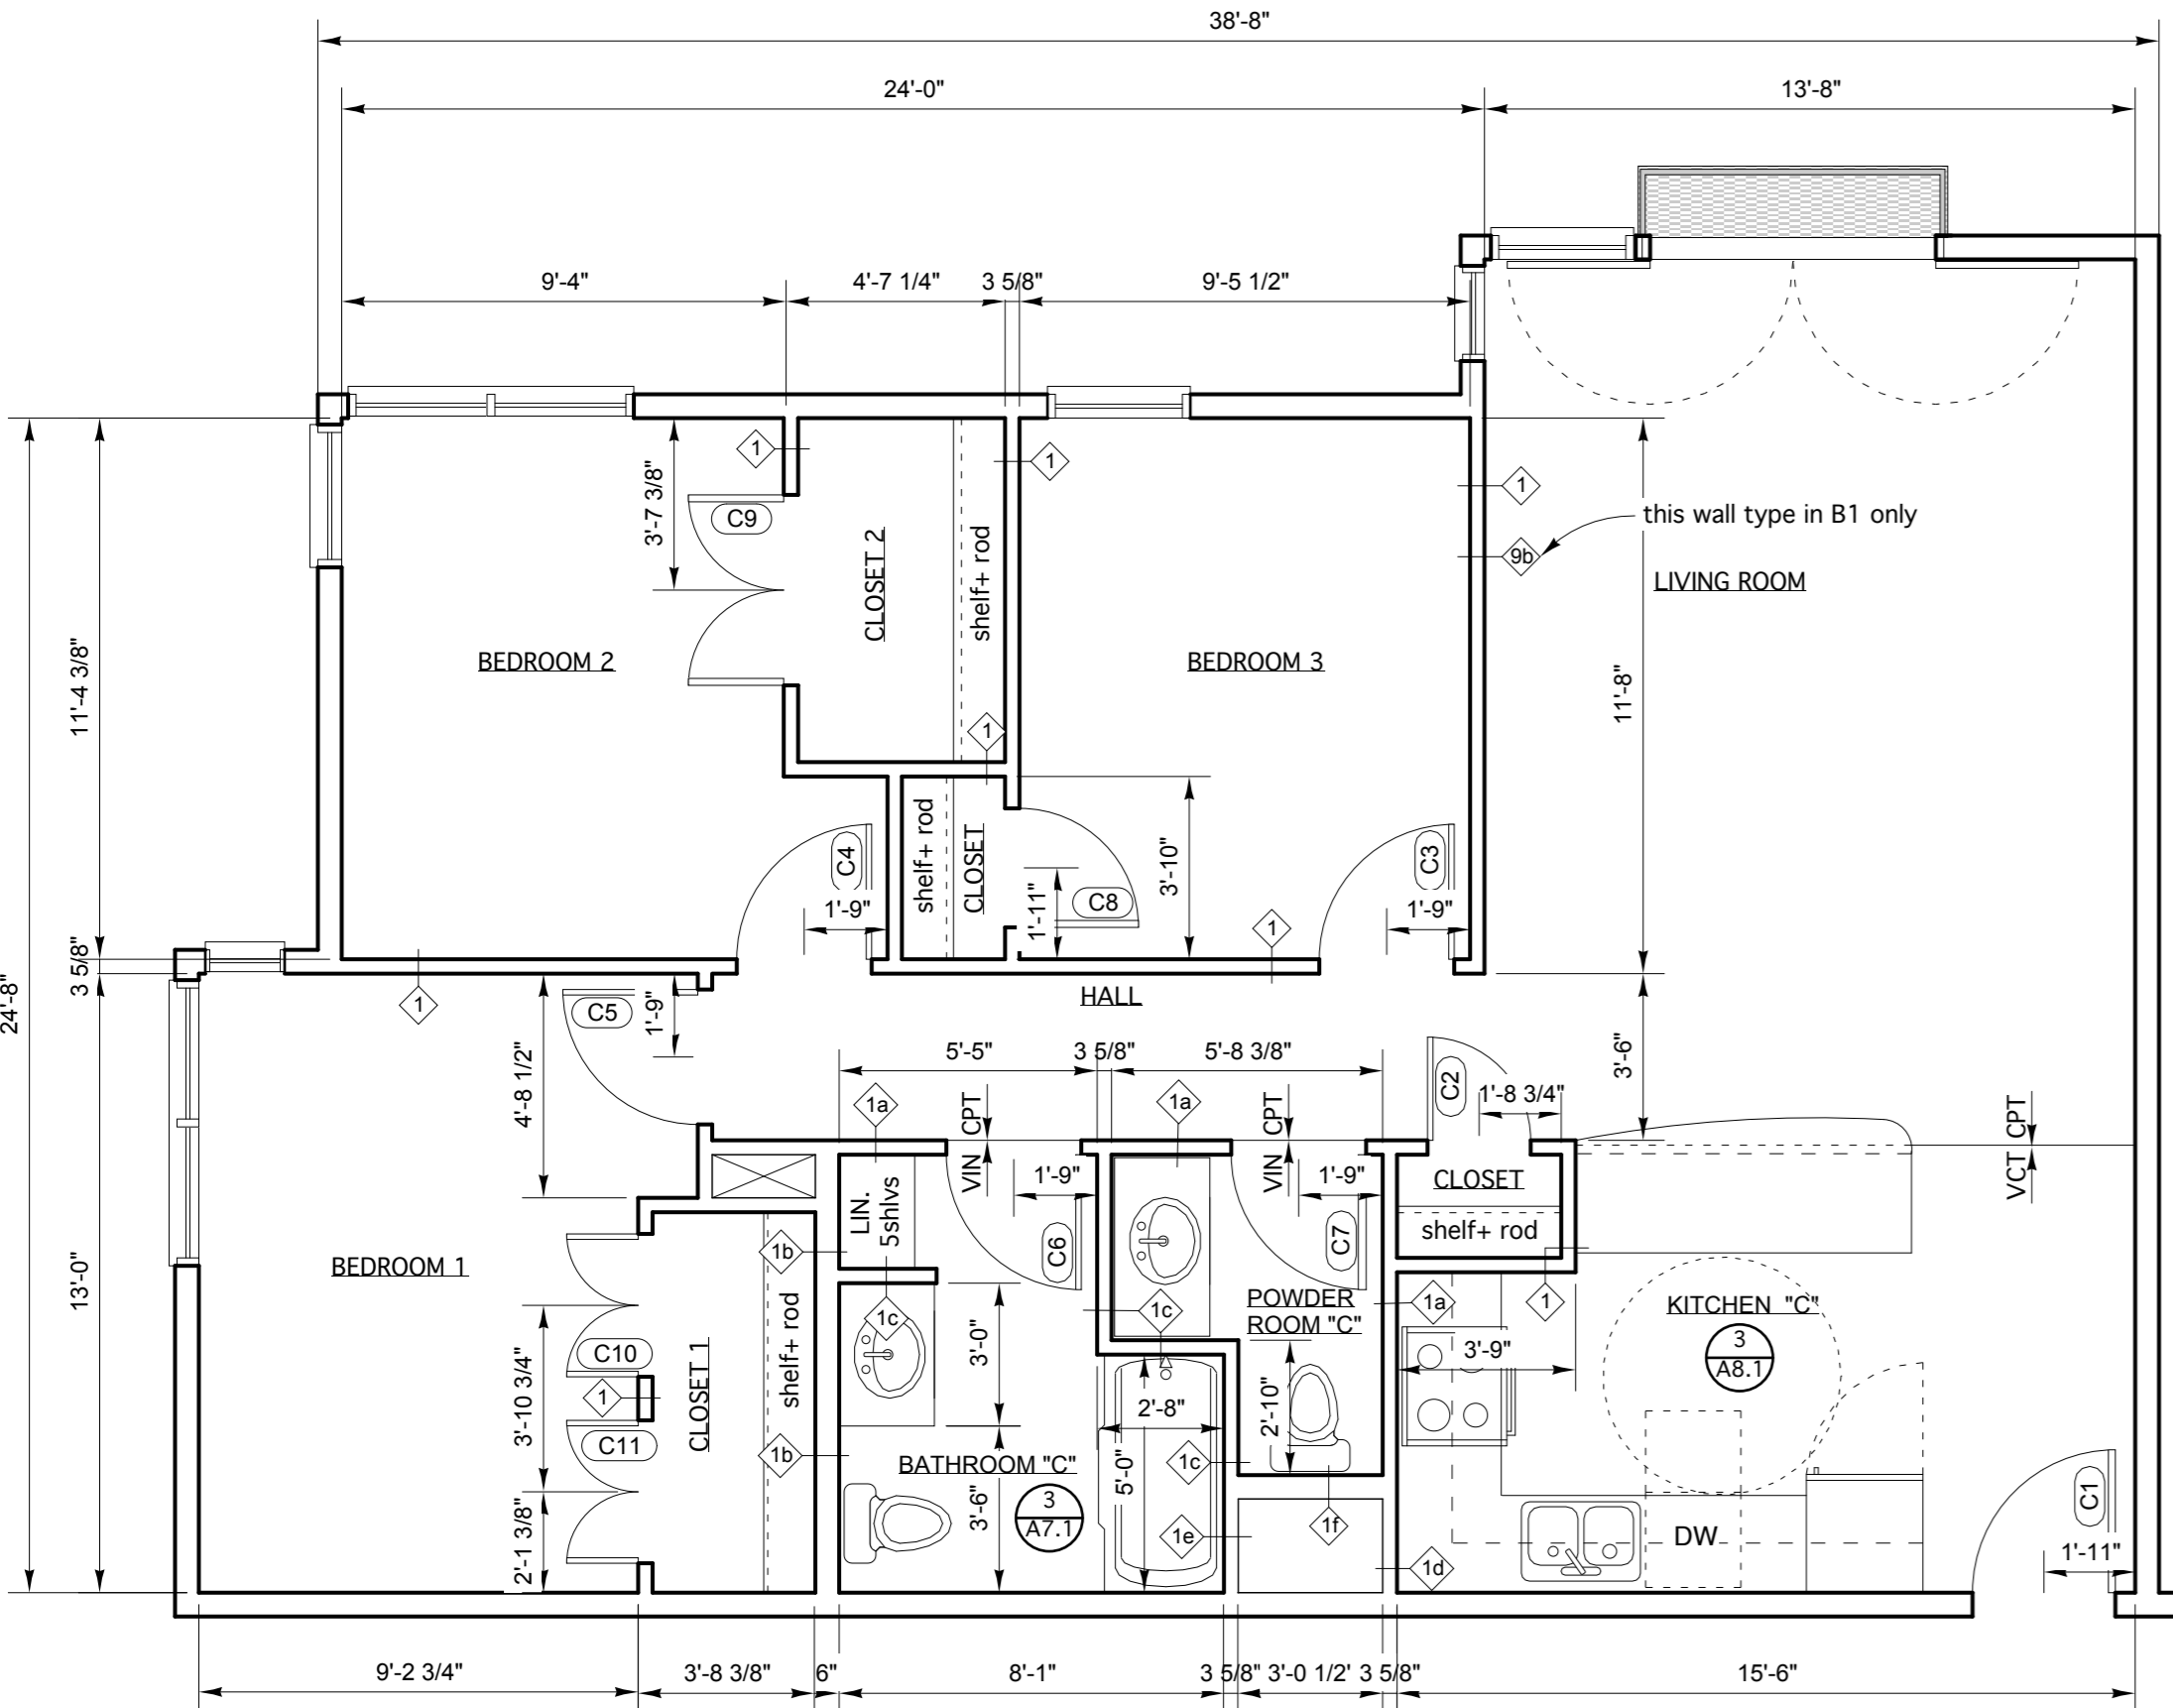 38'-8"
24'-0"
13'-8"
9'-4"
4'-7 1/4"
3 5/8"
9'-5 1/2"
1
1
1
3'-7 3/8"
C9
CLOSET 2
shelf+ rod
this wall type in B1 only
9b
LIVING ROOM
11'-4 3/8"
BEDROOM 2
BEDROOM 3
11'-8"
1
C4
1'-9"
shelf+ rod
CLOSET
1'-11"
C8
3'-10"
C3
1'-9"
1
24'-8"
3 5/8"
1
C5
1'-9"
HALL
4'-8 1/2"
5'-5"
3 5/8"
5'-8 3/8"
C2
1'-8 3/4"
3'-6"
1a
CPT
VIN
1a
CPT
VIN
CPT
VCT
1'-9"
1'-9"
CLOSET
shelf+ rod
LIN.
5shlvs
13'-0"
BEDROOM 1
1b
C6
C7
1c
1c
POWDER
ROOM "C"
1a
1
KITCHEN "C"
3
A8.1
3'-0"
3'-9"
C10
3'-10 3/4"
1
CLOSET 1
shelf+ rod
C11
1b
BATHROOM "C"
3
A7.1
3'-6"
2'-8"
5'-0"
2'-10"
1c
1e
1f
1d
DW
C1
1'-11"
2'-1 3/8"
9'-2 3/4"
3'-8 3/8"
6"
8'-1"
3 5/8"
3'-0 1/2'
3 5/8"
15'-6"